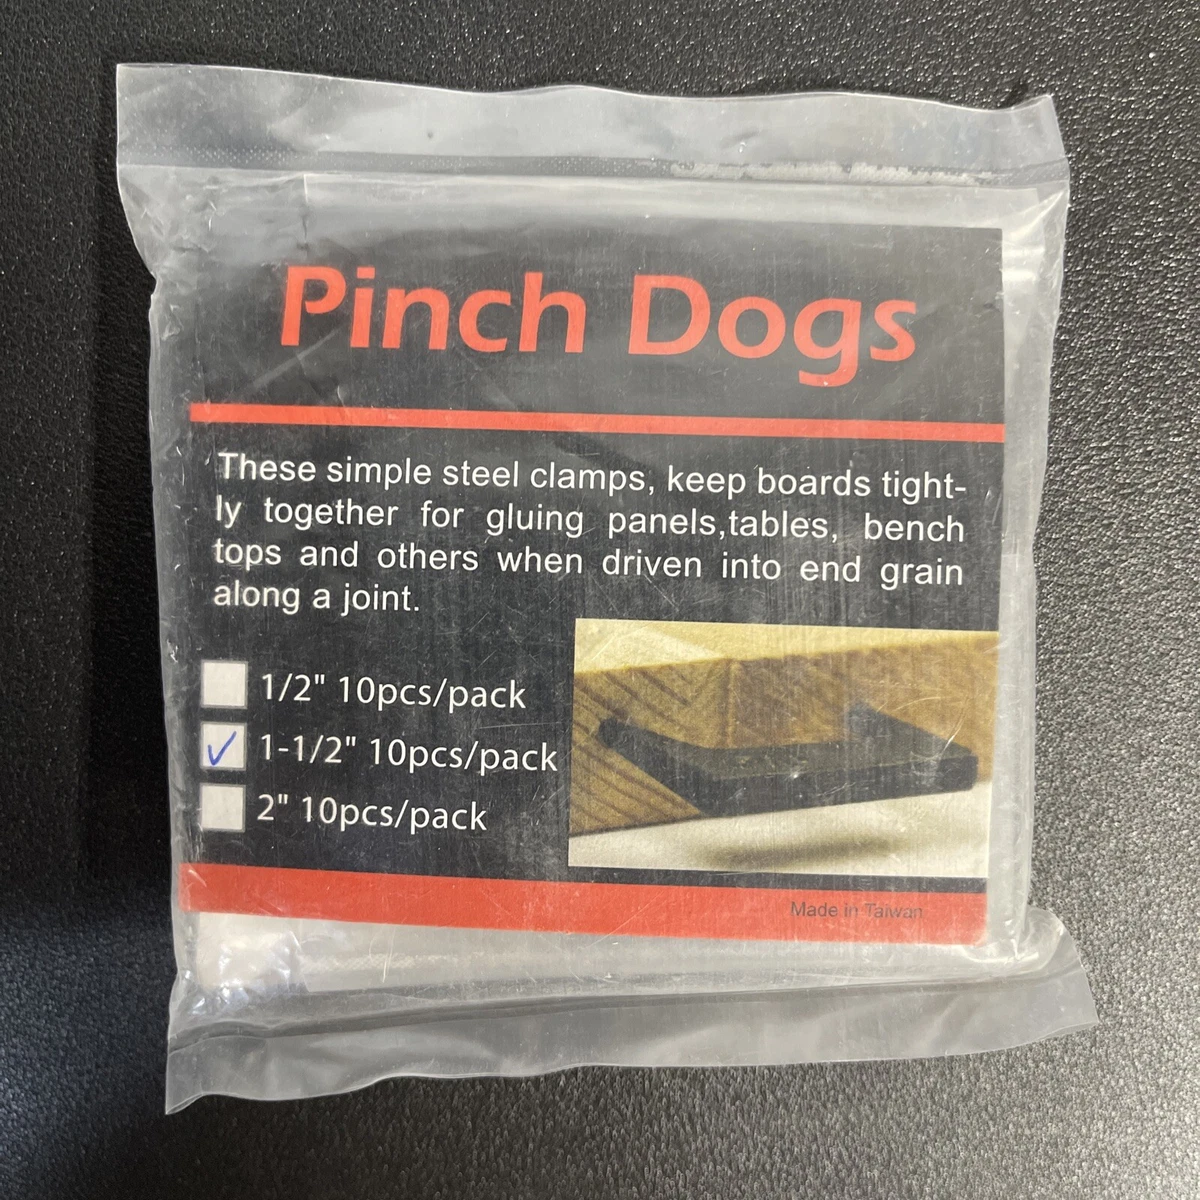 Pinch Dogs
These simple steel clamps, keep boards tight-
ly together for gluing panels,tables, bench
tops and others when driven into end grain
along a joint.
1/2" 10pcs/pack
1-1/2" 10pcs/pack
2" 10pcs/pack
Made in Taiwan